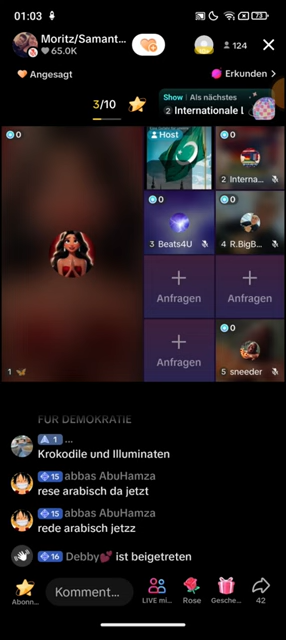 01:03
73
Moritz/Samant...
65.0K
124
Angesagt
Erkunden >
3/10
Show | Als nächstes
2 Internationale L
0
Host
0
2 Interna...
0
3 Beats4U
0
4 R.BigB...
Anfragen
Anfragen
Anfragen
0
5 sneeder
1
FÜR DEMOKRATIE
1 ...
Krokodile und Illuminaten
15 abbas AbuHamza
rese arabisch da jetzt
15 abbas AbuHamza
rede arabisch jetzz
16 Debby💕 ist beigetreten
Abonn...
Komment...
LIVE mi...
Rose
Gesche...
42